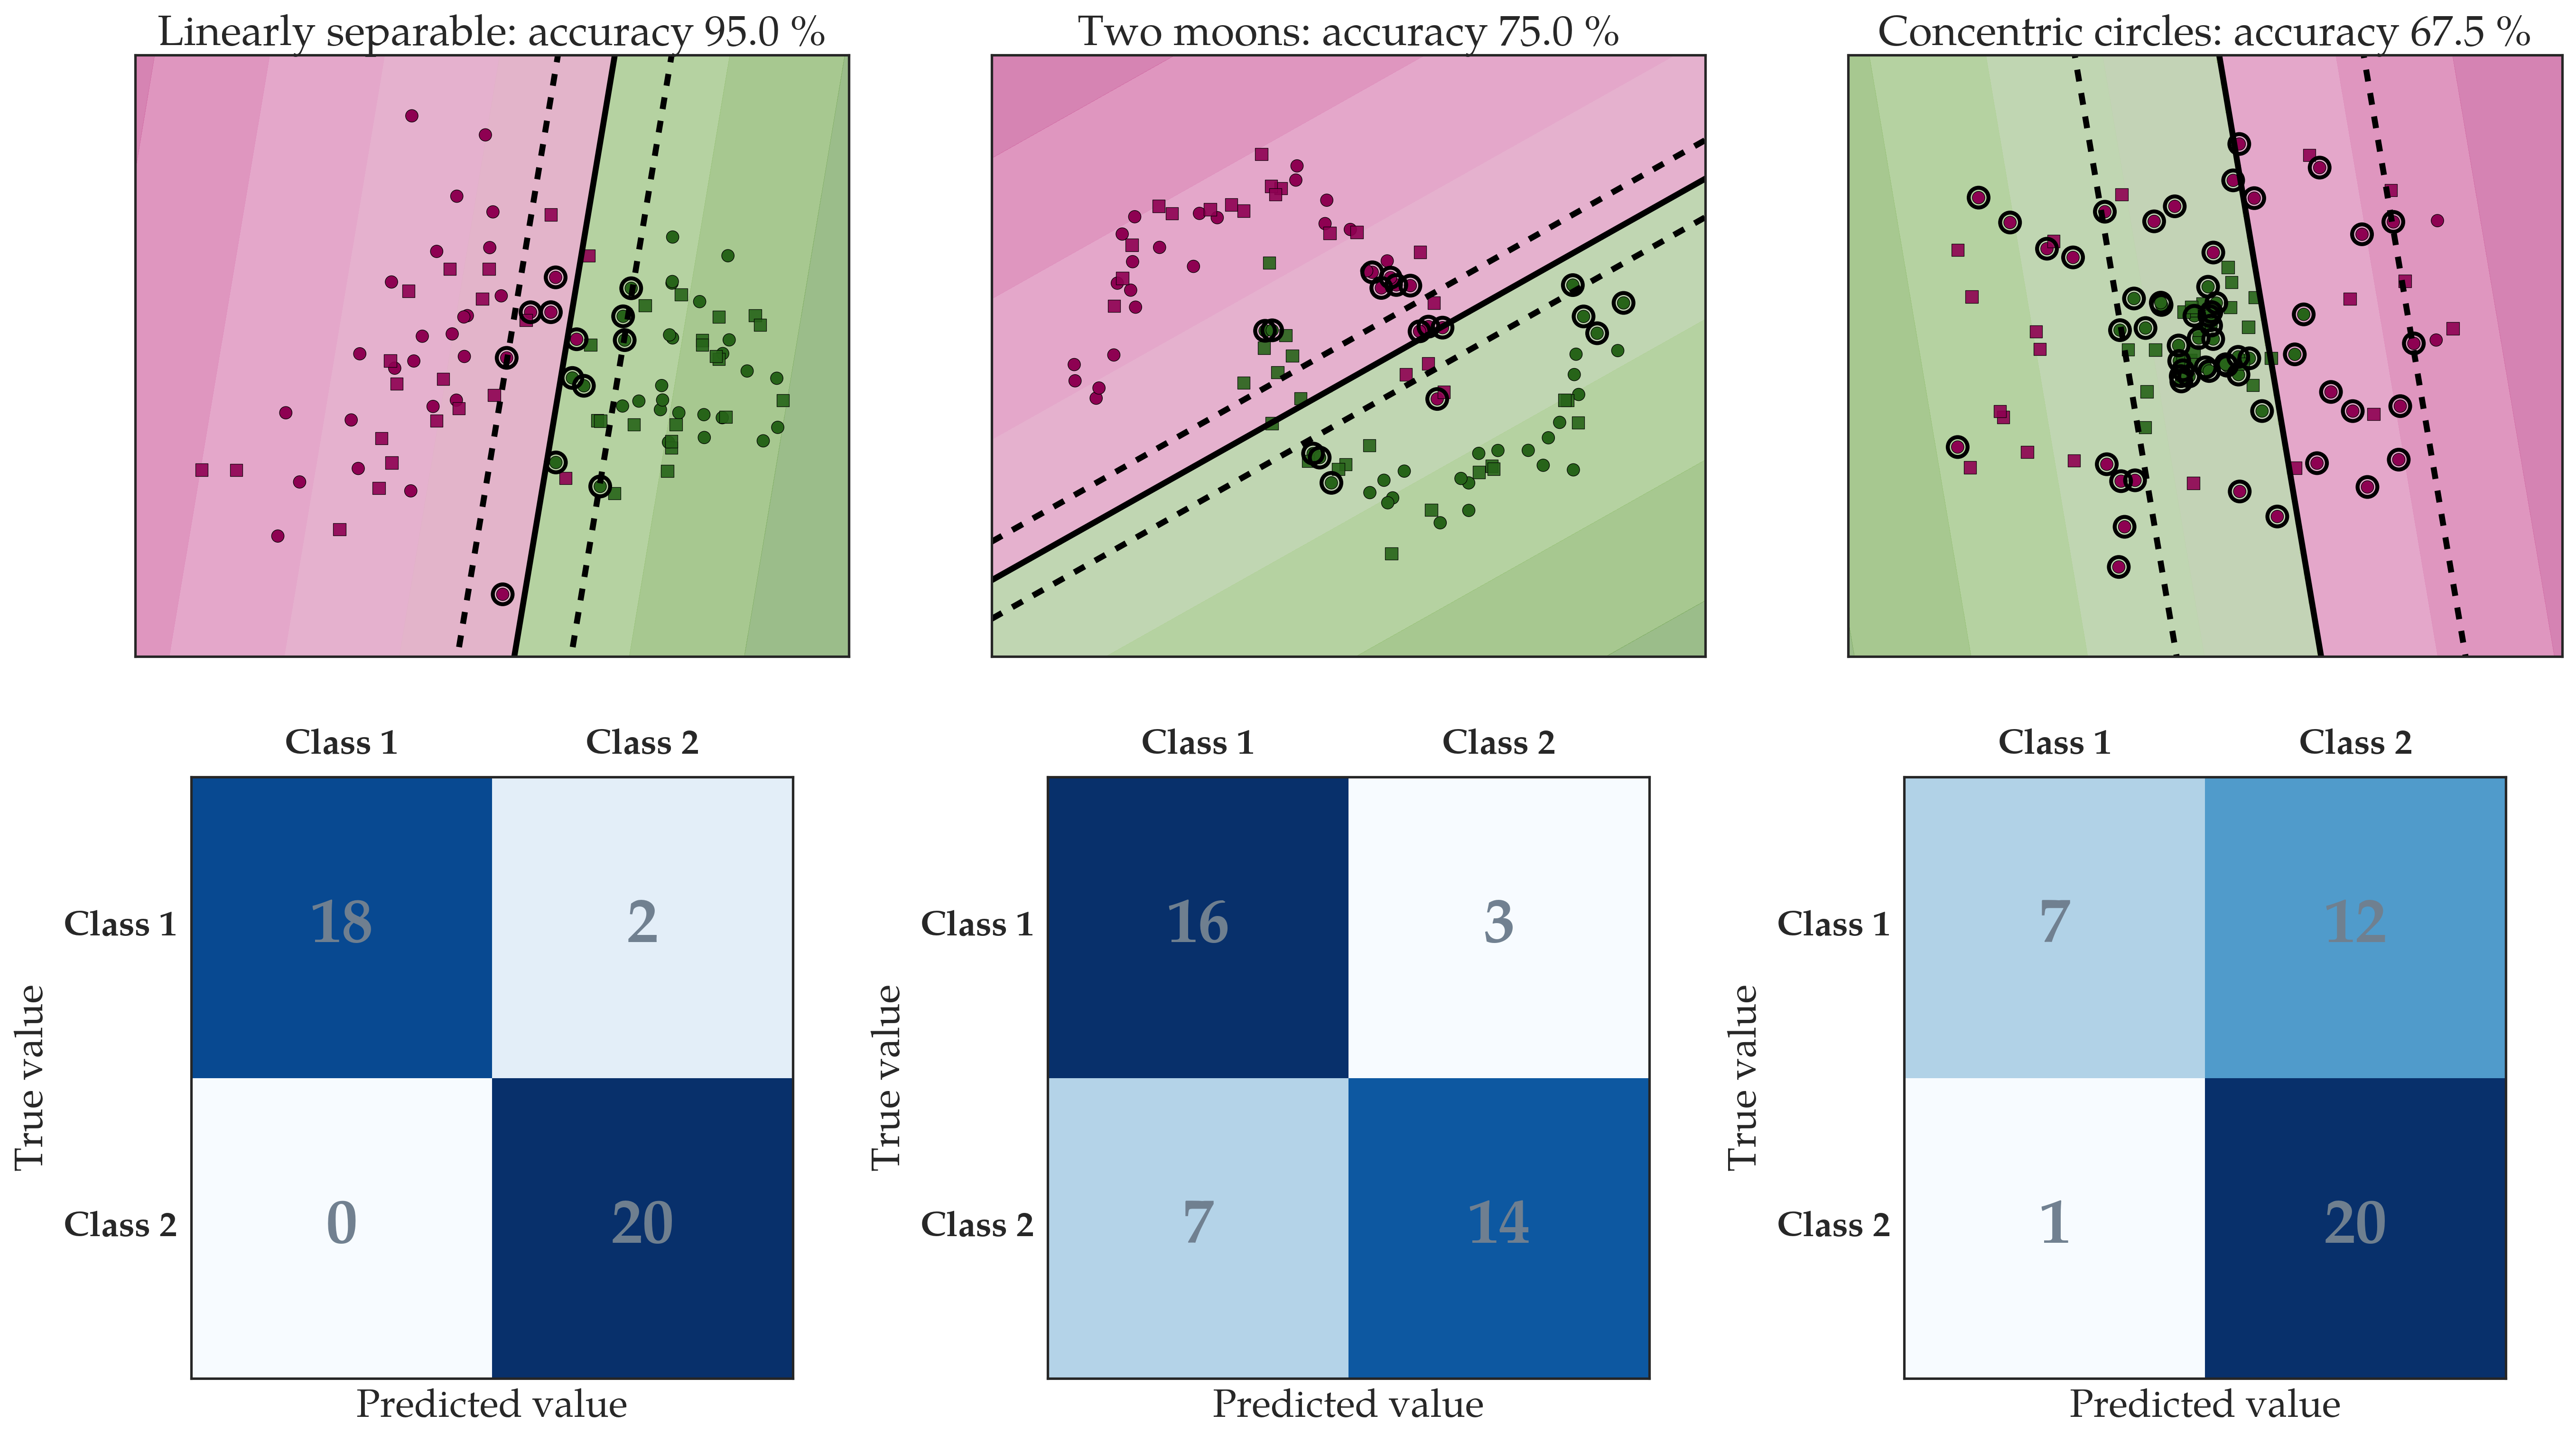 Linearly separable: accuracy 95.0 %
Two moons: accuracy 75.0 %
Concentric circles: accuracy 67.5 %
Class 1 Class 2
Class 1 18 2
Class 2 0 20
True value
Predicted value
Class 1 Class 2
Class 1 16 3
Class 2 7 14
True value
Predicted value
Class 1 Class 2
Class 1 7 12
Class 2 1 20
True value
Predicted value